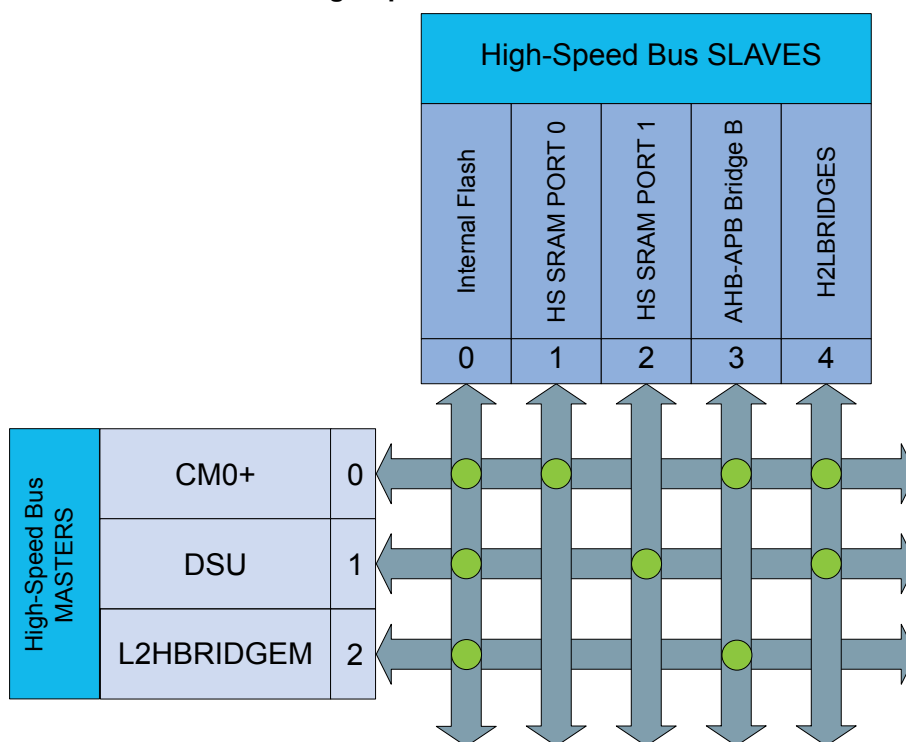 High-Speed Bus SLAVES
Internal Flash
HS SRAM PORT 0
HS SRAM PORT 1
AHB-APB Bridge B
H2LBRIDGES
0 1 2 3 4
High-Speed Bus
MASTERS
CM0+ 0
DSU 1
L2HBRIDGEM 2